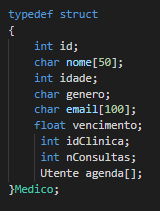 typedef struct
{
    int id;
    char nome[50];
    int idade;
    char genero;
    char email[100];
    float vencimento;
     int idClinica;
     int nConsultas;
     Utente agenda[];
}Medico;